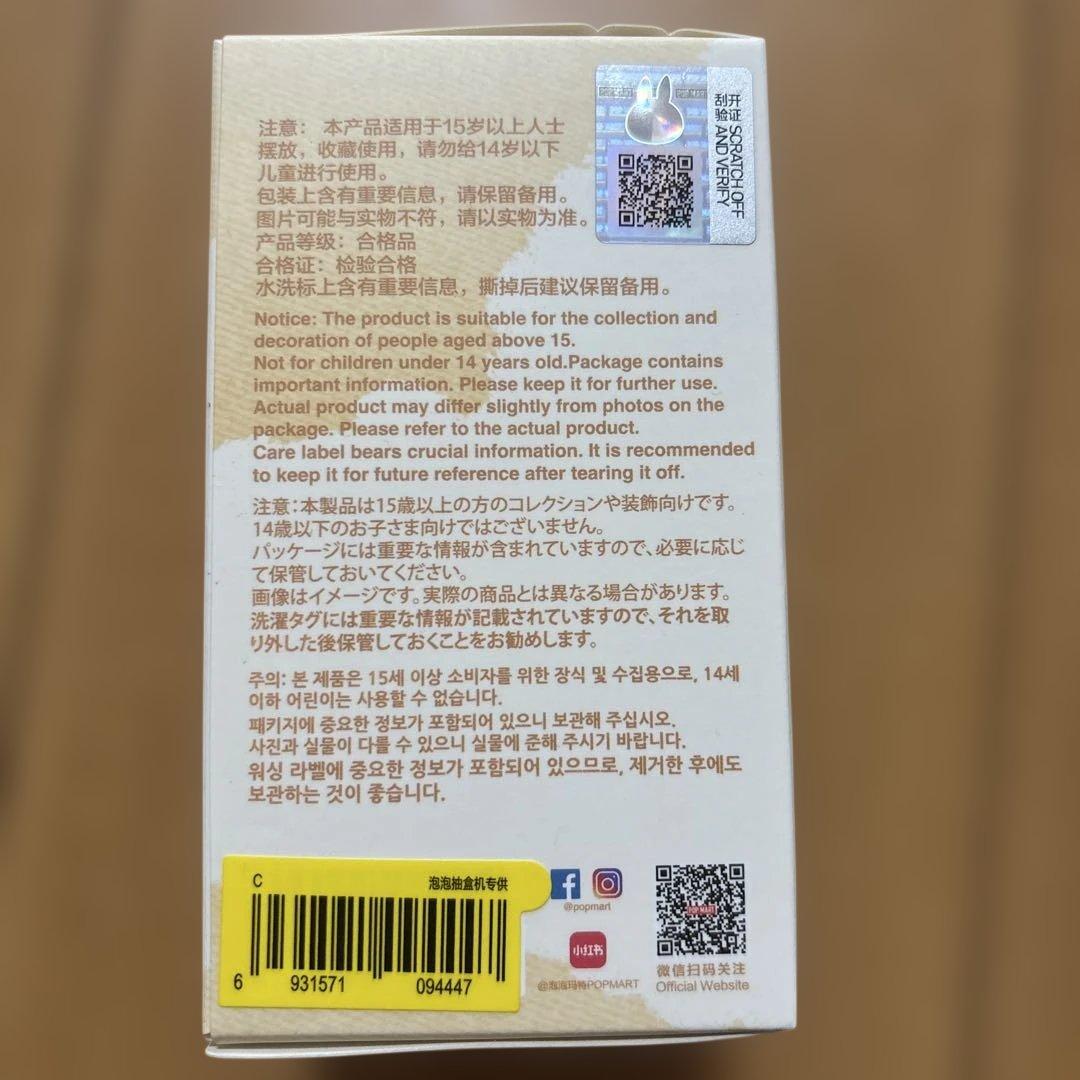 注意： 本产品适用于15岁以上人士
摆放，收藏使用，请勿给14岁以下
儿童进行使用。
包装上含有重要信息，请保留备用。
图片可能与实物不符，请以实物为准。
产品等级：合格品
合格证：检验合格
水洗标上含有重要信息，撕掉后建议保留备用。
POP MART
刮开
验证
SCRATCH OFF
AND VERIFY
Notice: The product is suitable for the collection and
decoration of people aged above 15.
Not for children under 14 years old.Package contains
important information. Please keep it for further use.
Actual product may differ slightly from photos on the
package. Please refer to the actual product.
Care label bears crucial information. It is recommended
to keep it for future reference after tearing it off.
注意：本製品は15歳以上の方のコレクションや装飾向けです。
14歳以下のお子さま向けではございません。
パッケージには重要な情報が含まれていますので、必要に応じ
て保管しておいてください。
画像はイメージです。実際の商品とは異なる場合があります。
洗濯タグには重要な情報が記載されていますので、それを取
り外した後保管しておくことをお勧めします。
주의: 본 제품은 15세 이상 소비자를 위한 장식 및 수집용으로, 14세
이하 어린이는 사용할 수 없습니다.
패키지에 중요한 정보가 포함되어 있으니 보관해 주십시오.
사진과 실물이 다를 수 있으니 실물에 준해 주시기 바랍니다.
워싱 라벨에 중요한 정보가 포함되어 있으므로, 제거한 후에도
보관하는 것이 좋습니다.
C 泡泡抽盒机专供
6 931571 094447
@popmart
小红书
@泡泡玛特POPMART
POP MART
微信扫码关注
Official Website